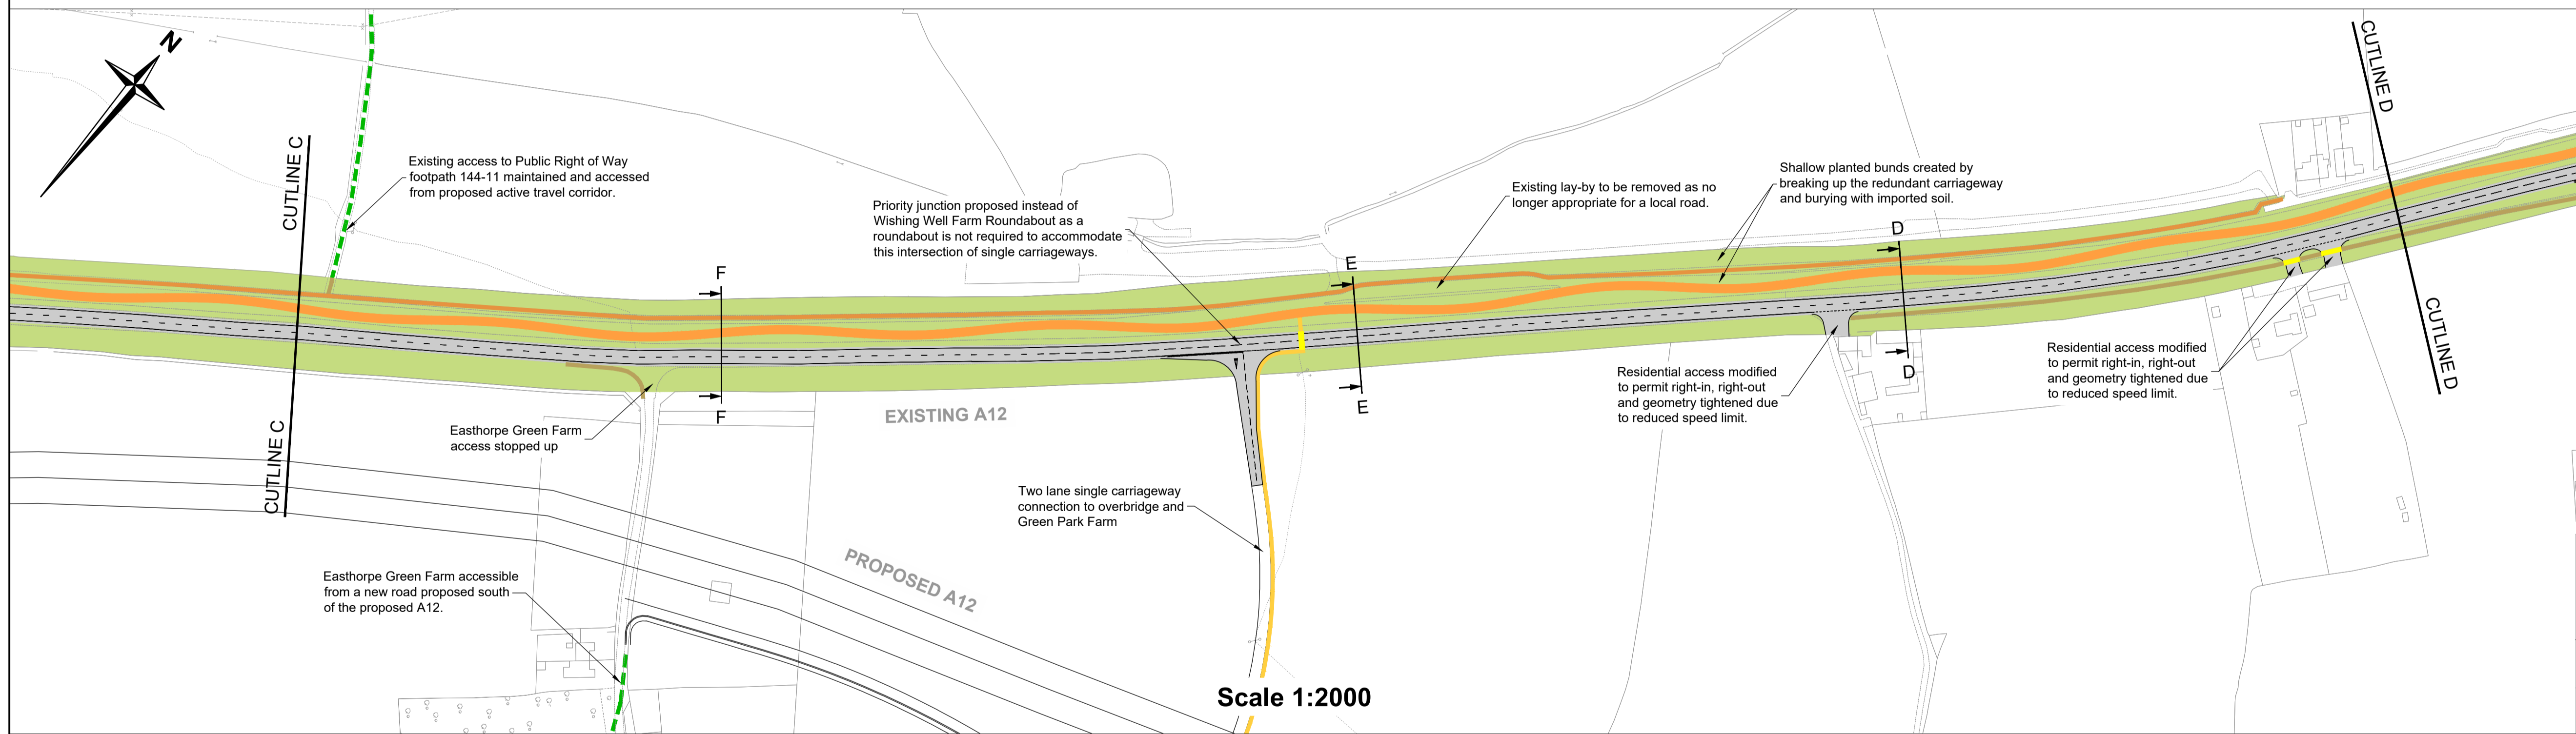 N
CUTLINE C
CUTLINE C
Existing access to Public Right of Way
footpath 144-11 maintained and accessed
from proposed active travel corridor.
F
F
Easthorpe Green Farm
access stopped up
Easthorpe Green Farm accessible
from a new road proposed south
of the proposed A12.
EXISTING A12
PROPOSED A12
Priority junction proposed instead of
Wishing Well Farm Roundabout as a
roundabout is not required to accommodate
this intersection of single carriageways.
Two lane single carriageway
connection to overbridge and
Green Park Farm
E
E
Existing lay-by to be removed as no
longer appropriate for a local road.
Shallow planted bunds created by
breaking up the redundant carriageway
and burying with imported soil.
D
D
Residential access modified
to permit right-in, right-out
and geometry tightened due
to reduced speed limit.
Residential access modified
to permit right-in, right-out
and geometry tightened due
to reduced speed limit.
CUTLINE D
CUTLINE D
Scale 1:2000